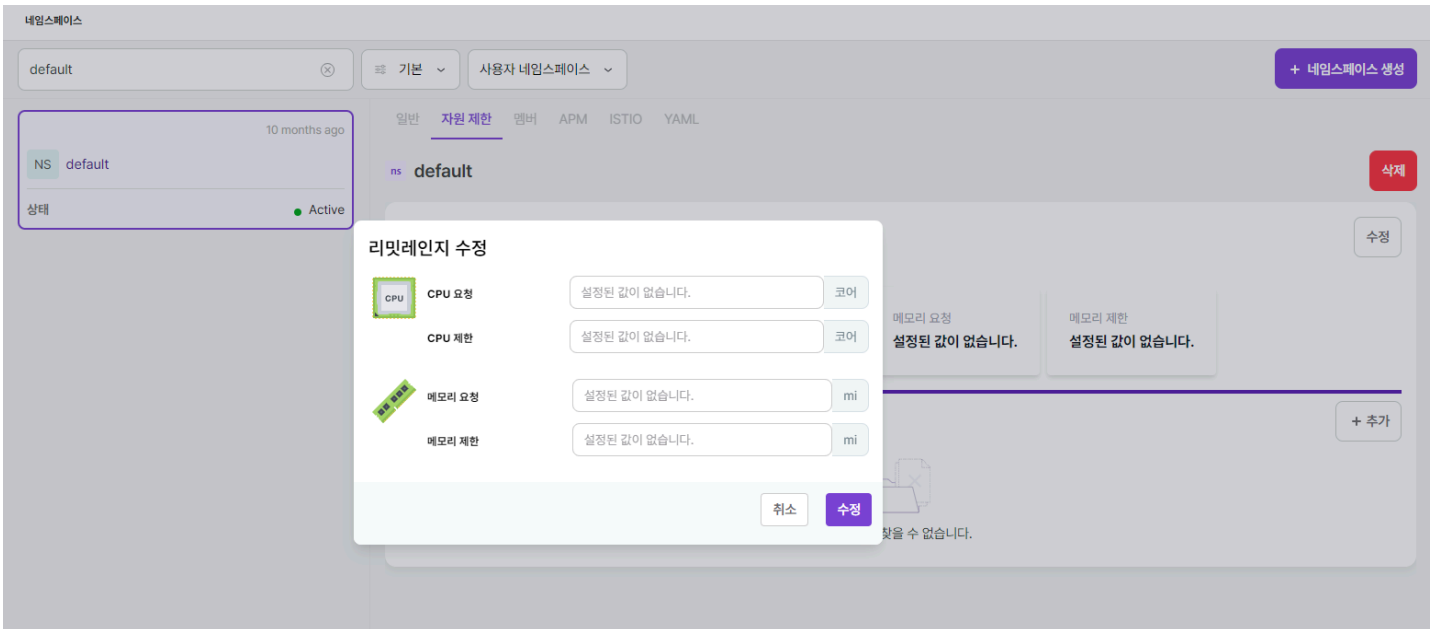 네임스페이스
default
기본
사용자 네임스페이스
+ 네임스페이스 생성
10 months ago
NS default
상태
Active
일반 자원 제한 멤버 APM ISTIO YAML
ns default
삭제
수정
리밋레인지 수정
CPU
CPU 요청
설정된 값이 없습니다.
코어
CPU 제한
설정된 값이 없습니다.
코어
메모리 요청
설정된 값이 없습니다.
mi
메모리 제한
설정된 값이 없습니다.
mi
취소
수정
메모리 요청
설정된 값이 없습니다.
메모리 제한
설정된 값이 없습니다.
+ 추가
찾을 수 없습니다.